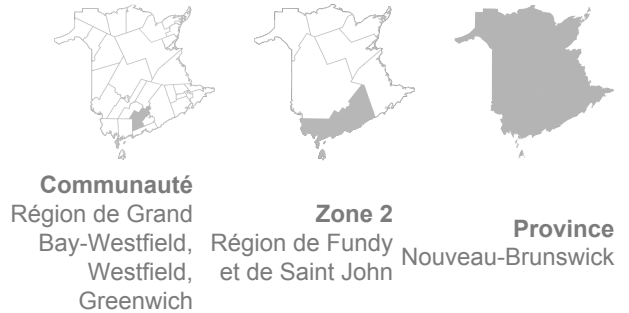 Communauté
Région de Grand
Bay-Westfield,
Westfield,
Greenwich
Zone 2
Région de Fundy
et de Saint John
Province
Nouveau-Brunswick